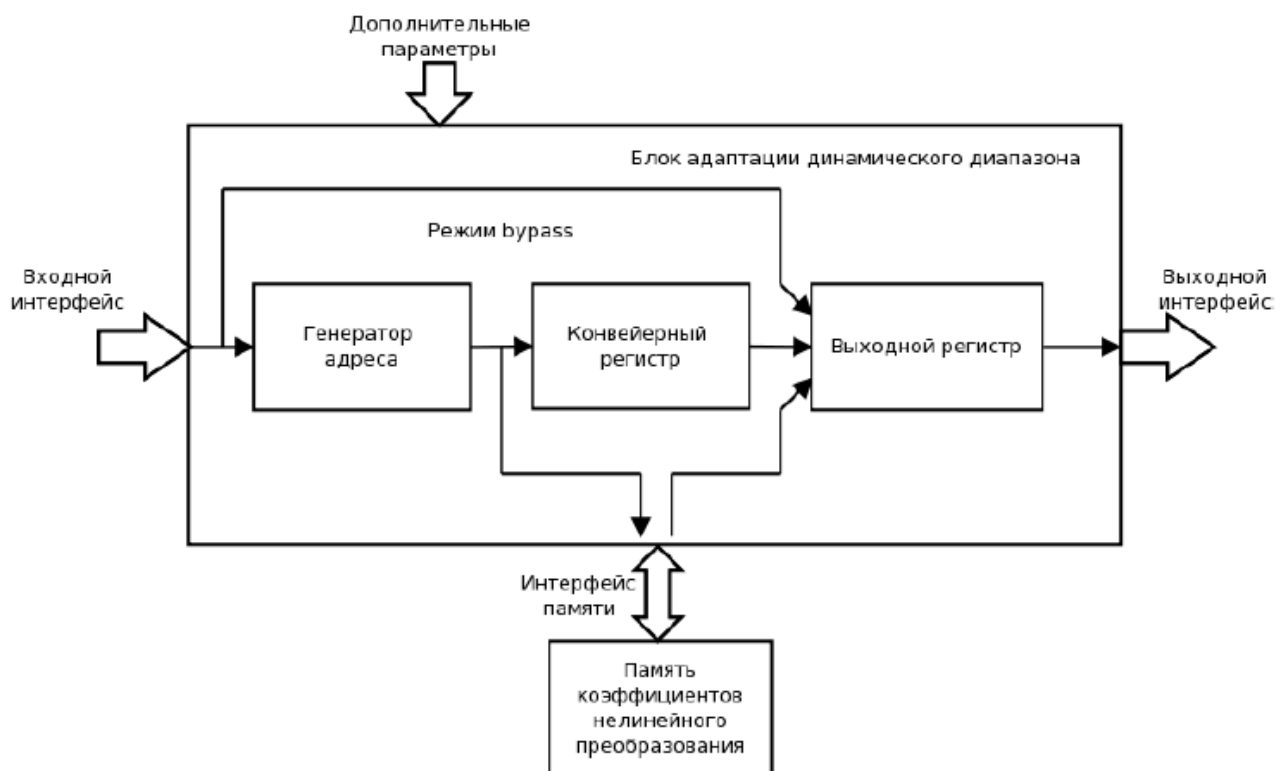 Дополнительные
параметры
Блок адаптации динамического диапазона
Режим bypass
Входной
интерфейс
Генератор
адреса
Конвейерный
регистр
Выходной регистр
Выходной
интерфейс
Интерфейс
памяти
Память
коэффициентов
нелинейного
преобразования